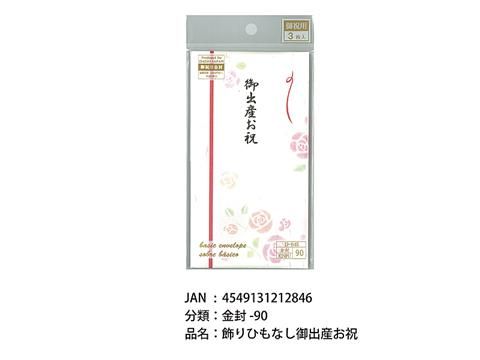 御祝用
3枚入
御出産お祝
basic envelope
sobre básico
90
JAN : 4549131212846
分類：金封 -90
品名：飾りひもなし御出産お祝